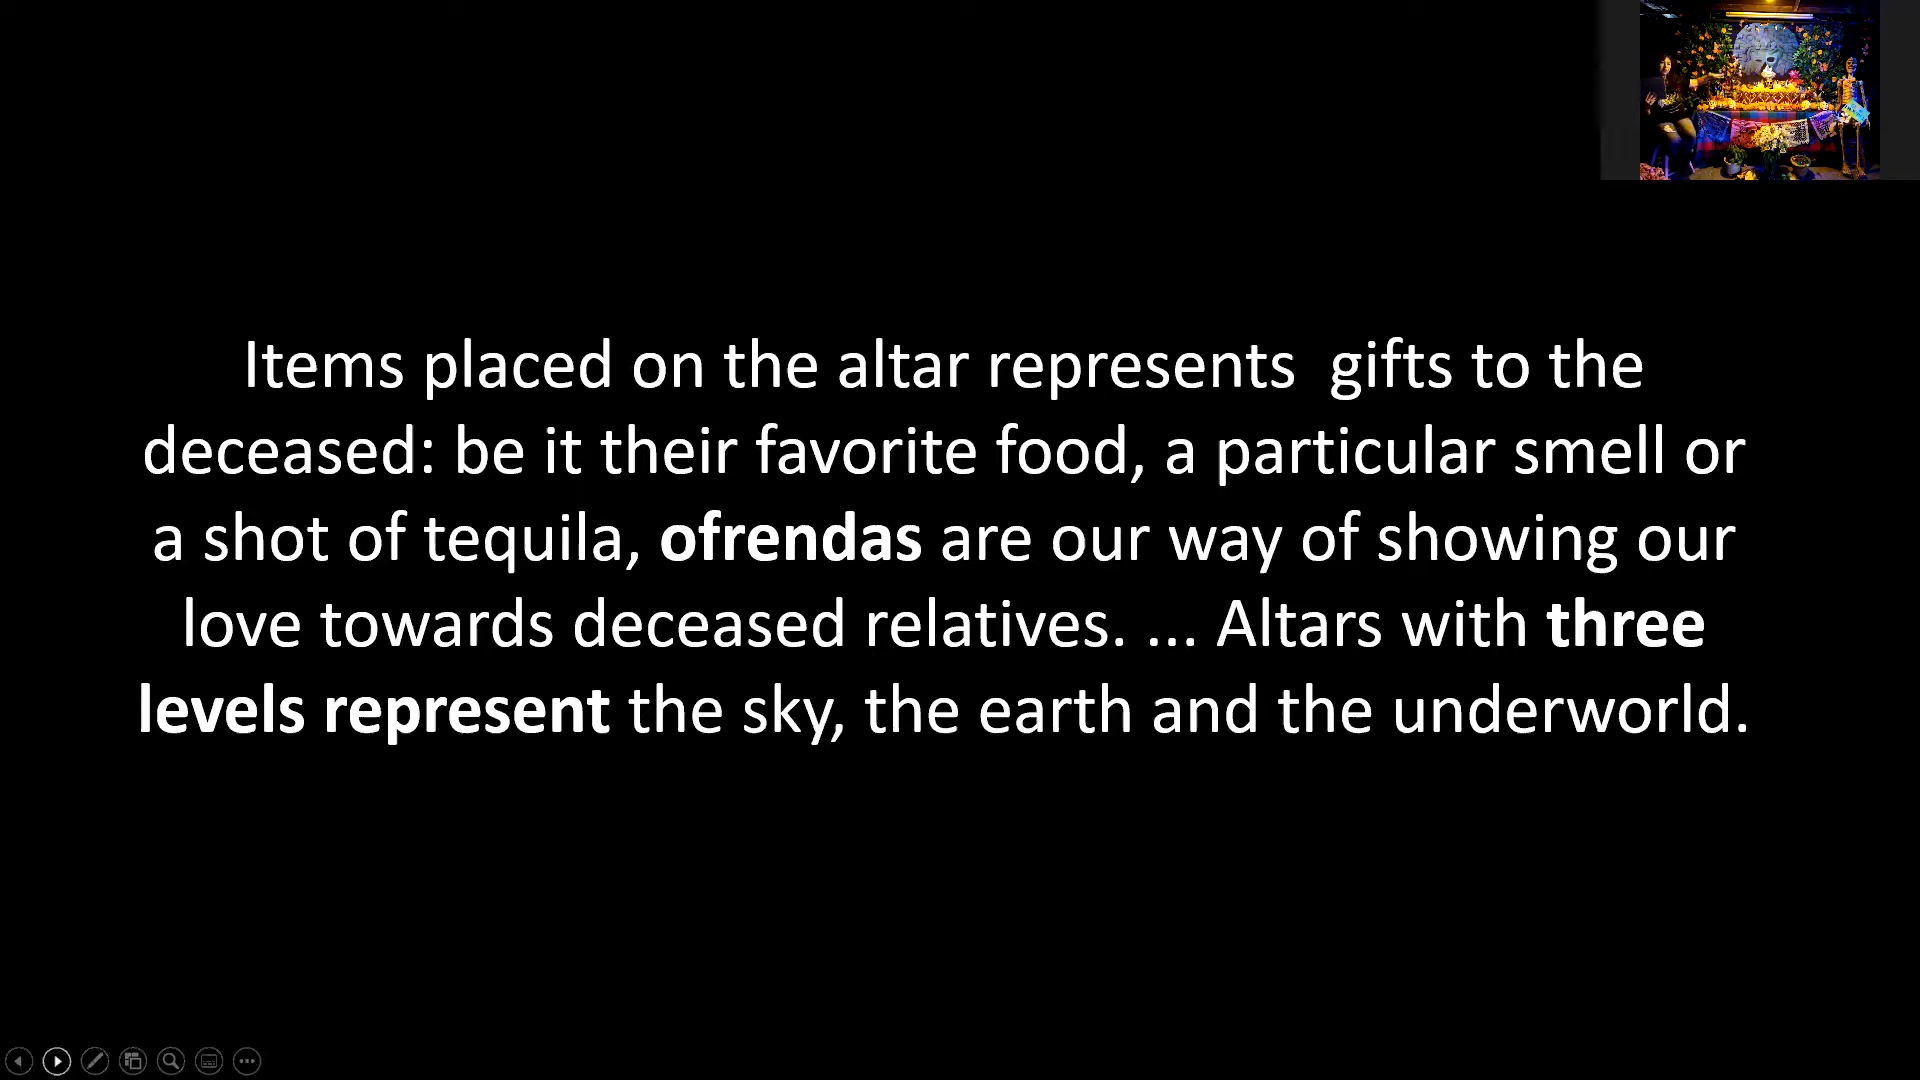 Items placed on the altar represents  gifts to the
deceased: be it their favorite food, a particular smell or
a shot of tequila, ofrendas are our way of showing our
love towards deceased relatives. ... Altars with three
levels represent the sky, the earth and the underworld.